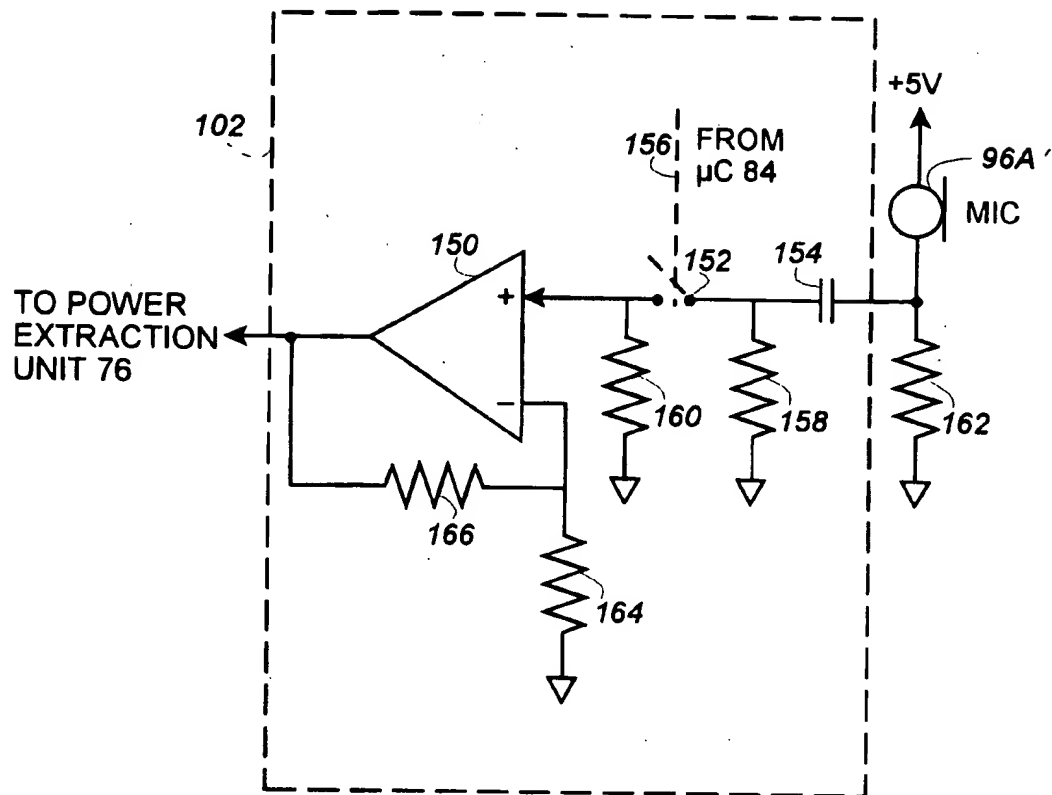 +5V
102
156
FROM
µC 84
96A'
MIC
150
152
154
TO POWER
EXTRACTION
UNIT 76
+
−
160
158
162
166
164